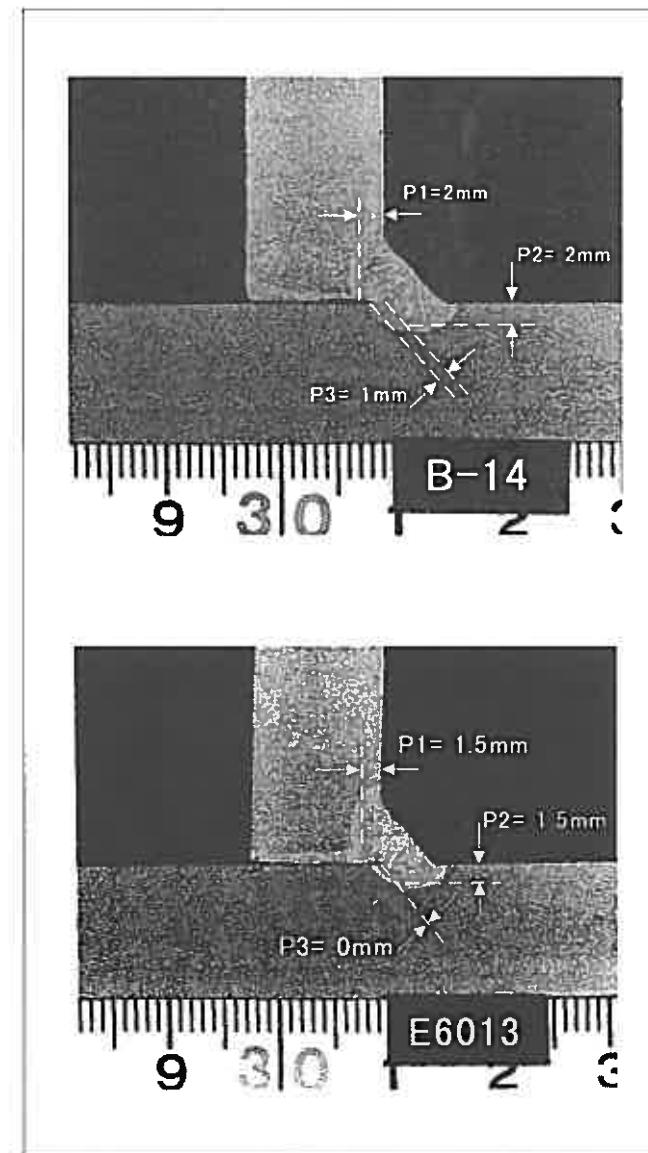 P1=2mm
P2= 2mm
P3= 1mm
B-14
9 30 1 2
P1= 1.5mm
P2= 1.5mm
P3= 0mm
E6013
9 30 1 2 3